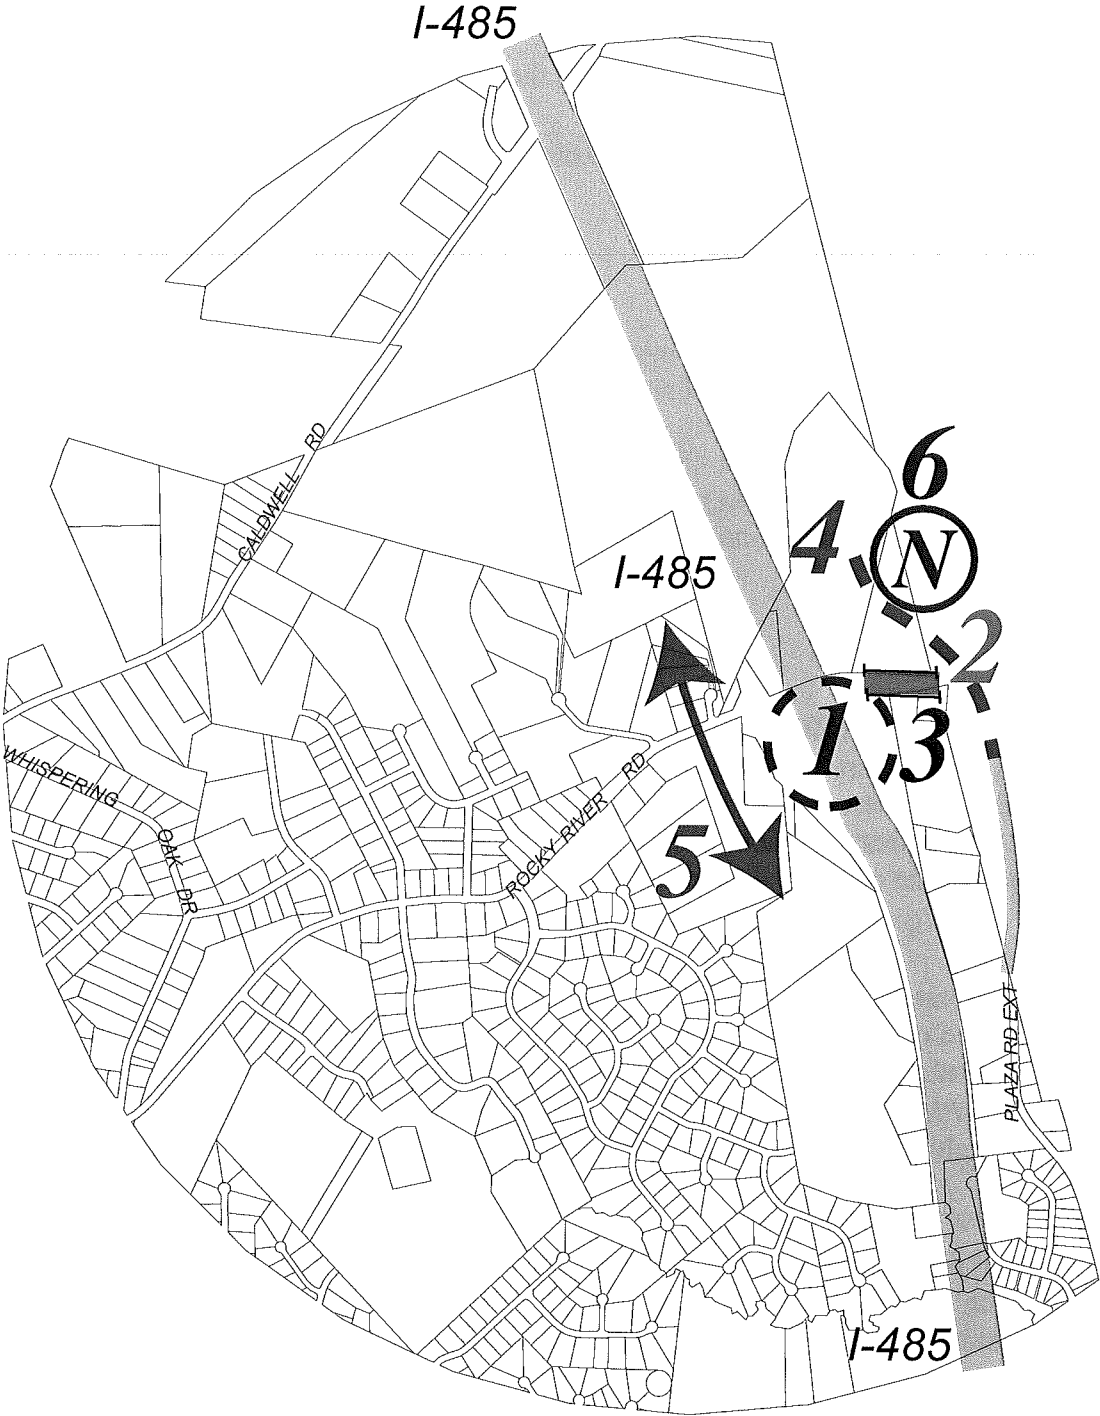 I-485
CALDWELL RD
6
4
N
I-485
2
1
3
WHISPERING
OAK DR
ROCKY RIVER RD
5
PLAZA RD EXT
I-485